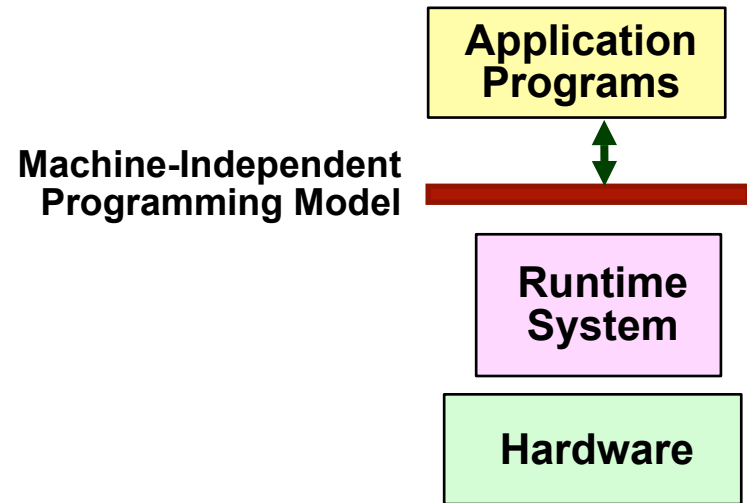 Application
Programs
Machine-Independent
Programming Model
Runtime
System
Hardware